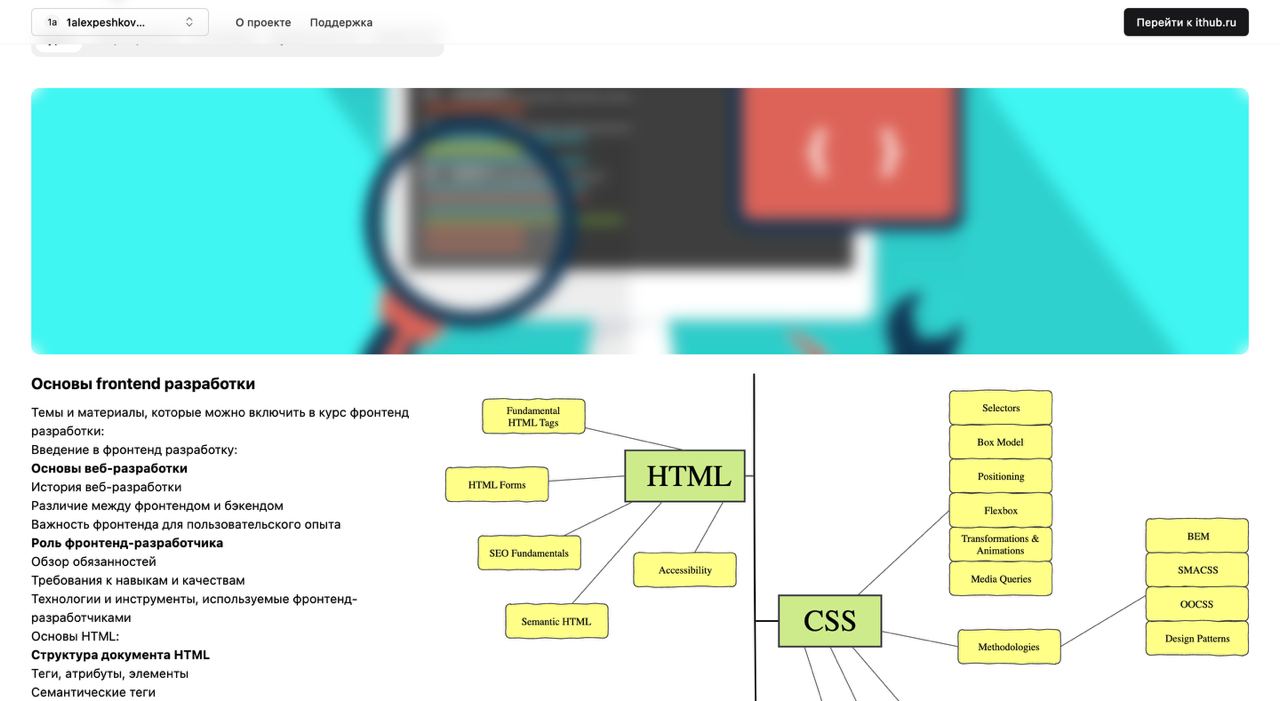 1a 1alexpeshkov...
О проекте
Поддержка
Перейти к ithub.ru
Основы frontend разработки
Темы и материалы, которые можно включить в курс фронтенд
разработки:
Введение в фронтенд разработку:
Основы веб-разработки
История веб-разработки
Различие между фронтендом и бэкендом
Важность фронтенда для пользовательского опыта
Роль фронтенд-разработчика
Обзор обязанностей
Требования к навыкам и качествам
Технологии и инструменты, используемые фронтенд-
разработчиками
Основы HTML:
Структура документа HTML
Теги, атрибуты, элементы
Семантические теги
Fundamental
HTML Tags
HTML
HTML Forms
SEO Fundamentals
Accessibility
Semantic HTML
Selectors
Box Model
Positioning
Flexbox
Transformations &
Animations
Media Queries
CSS
Methodologies
BEM
SMACSS
OOCSS
Design Patterns